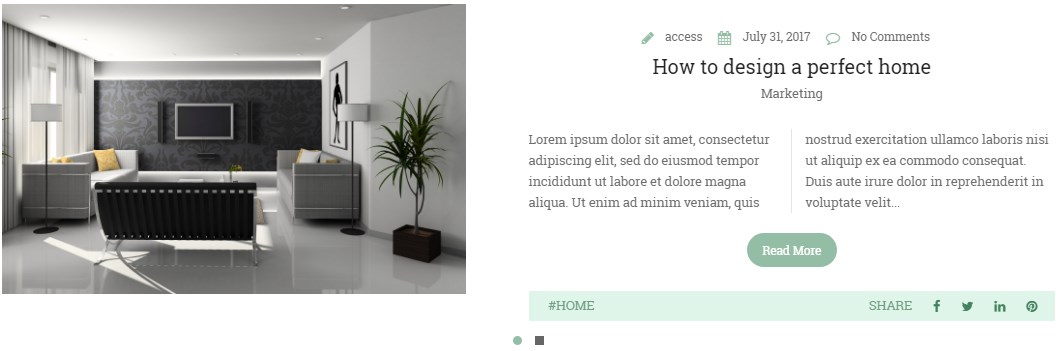 access July 31, 2017 No Comments
How to design a perfect home
Marketing
Lorem ipsum dolor sit amet, consectetur
adipiscing elit, sed do eiusmod tempor
incididunt ut labore et dolore magna
aliqua. Ut enim ad minim veniam, quis
nostrud exercitation ullamco laboris nisi
ut aliquip ex ea commodo consequat.
Duis aute irure dolor in reprehenderit in
voluptate velit...
Read More
#HOME SHARE